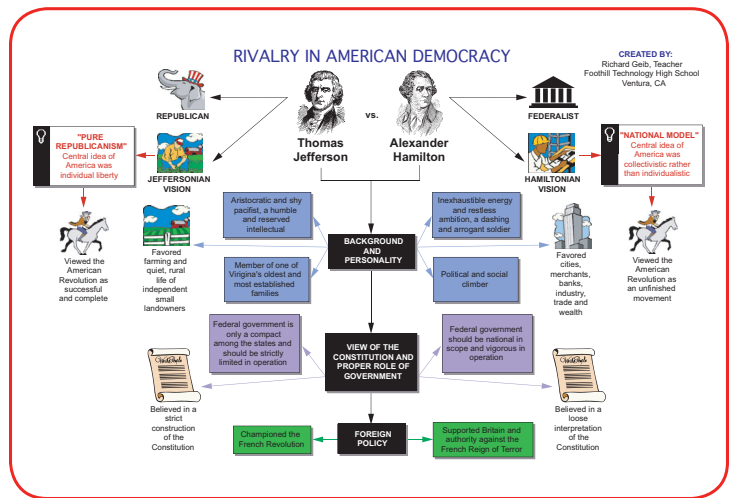 RIVALRY IN AMERICAN DEMOCRACY
CREATED BY:
Richard Geib, Teacher
Foothill Technology High School
Ventura, CA
REPUBLICAN
vs.
FEDERALIST
Thomas
Jefferson
Alexander
Hamilton
"PURE
REPUBLICANISM"
Central idea of
America was
individual liberty
JEFFERSONIAN
VISION
HAMILTONIAN
VISION
"NATIONAL MODEL"
Central idea of
America was
collectivistic rather
than individualistic
Viewed the
American
Revolution as
successful
and complete
Favored
farming and
quiet, rural
life of
independent
small
landowners
Aristocratic and shy
pacifist, a humble
and reserved
intellectual
Member of one of
Virigina's oldest and
most established
families
BACKGROUND
AND
PERSONALITY
Inexhaustible energy
and restless
ambition, a dashing
and arrogant soldier
Political and social
climber
Favored
cities,
merchants,
banks,
industry,
trade and
wealth
Viewed the
American
Revolution as
an unfinished
movement
Federal government is
only a compact
among the states and
should be strictly
limited in operation
VIEW OF THE
CONSTITUTION AND
PROPER ROLE OF
GOVERNMENT
Federal government
should be national in
scope and vigorous in
operation
We the People
Believed in a
strict
construction
of the
Constitution
We the People
Believed in a
loose
interpretation
of the
Constitution
Championed the
French Revolution
FOREIGN
POLICY
Supported Britain and
authority against the
French Reign of Terror